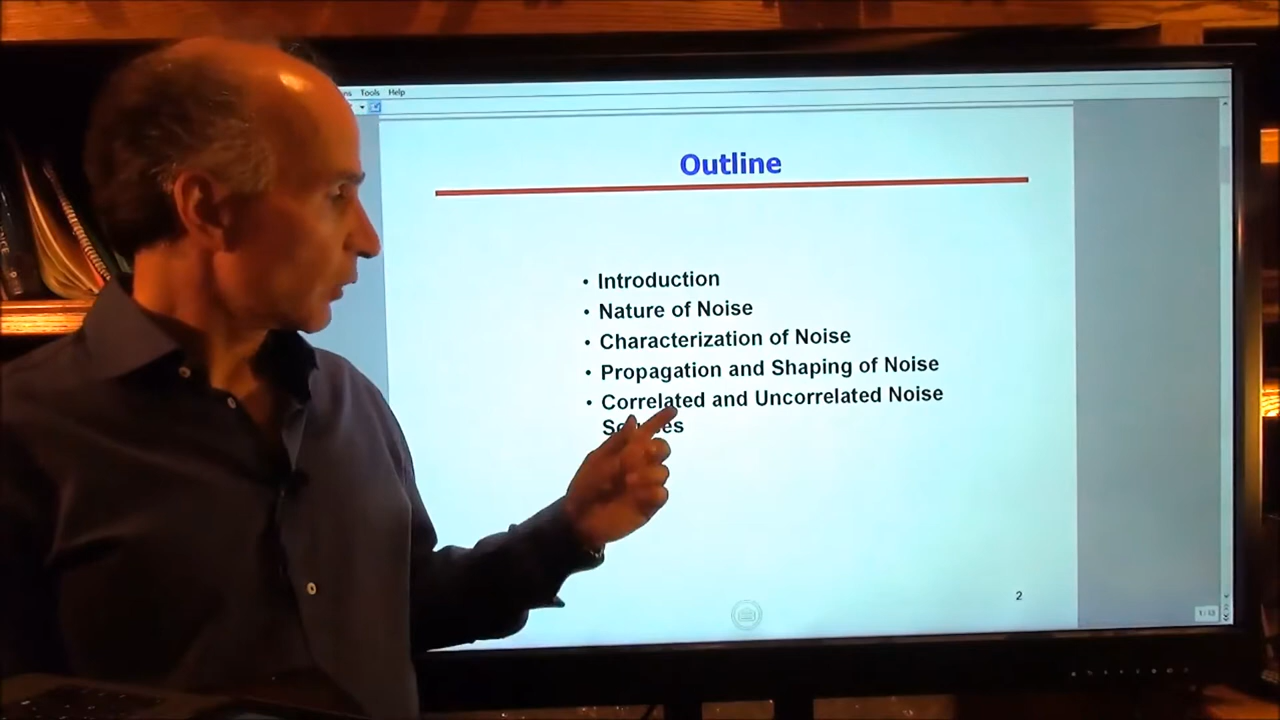 Tools Help
Outline
• Introduction
• Nature of Noise
• Characterization of Noise
• Propagation and Shaping of Noise
• Correlated and Uncorrelated Noise
Sources
2